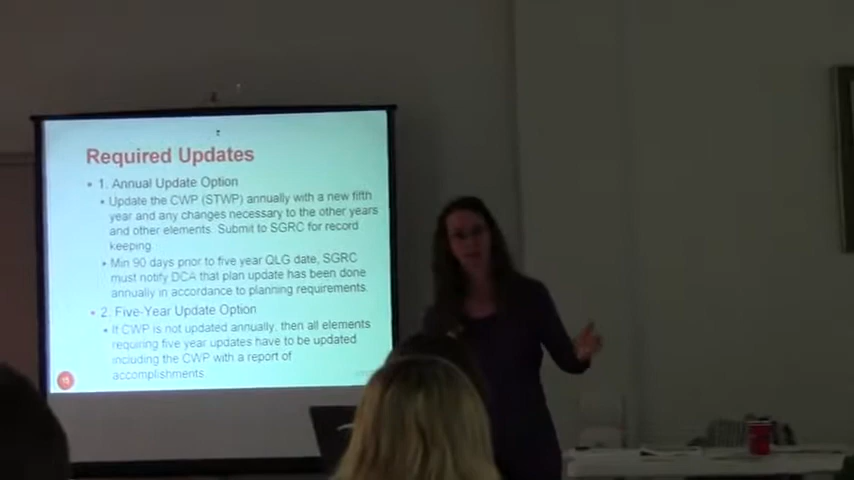 Required Updates
• 1. Annual Update Option
• Update the CWP (STWP) annually with a new fifth
year and any changes necessary to the other years
and other elements. Submit to SGRC for record
keeping.
• Min 90 days prior to five year QLG date, SGRC
must notify DCA that plan update has been done
annually in accordance to planning requirements.
• 2. Five-Year Update Option
• If CWP is not updated annually, then all elements
requiring five year updates have to be updated
including the CWP with a report of
accomplishments.